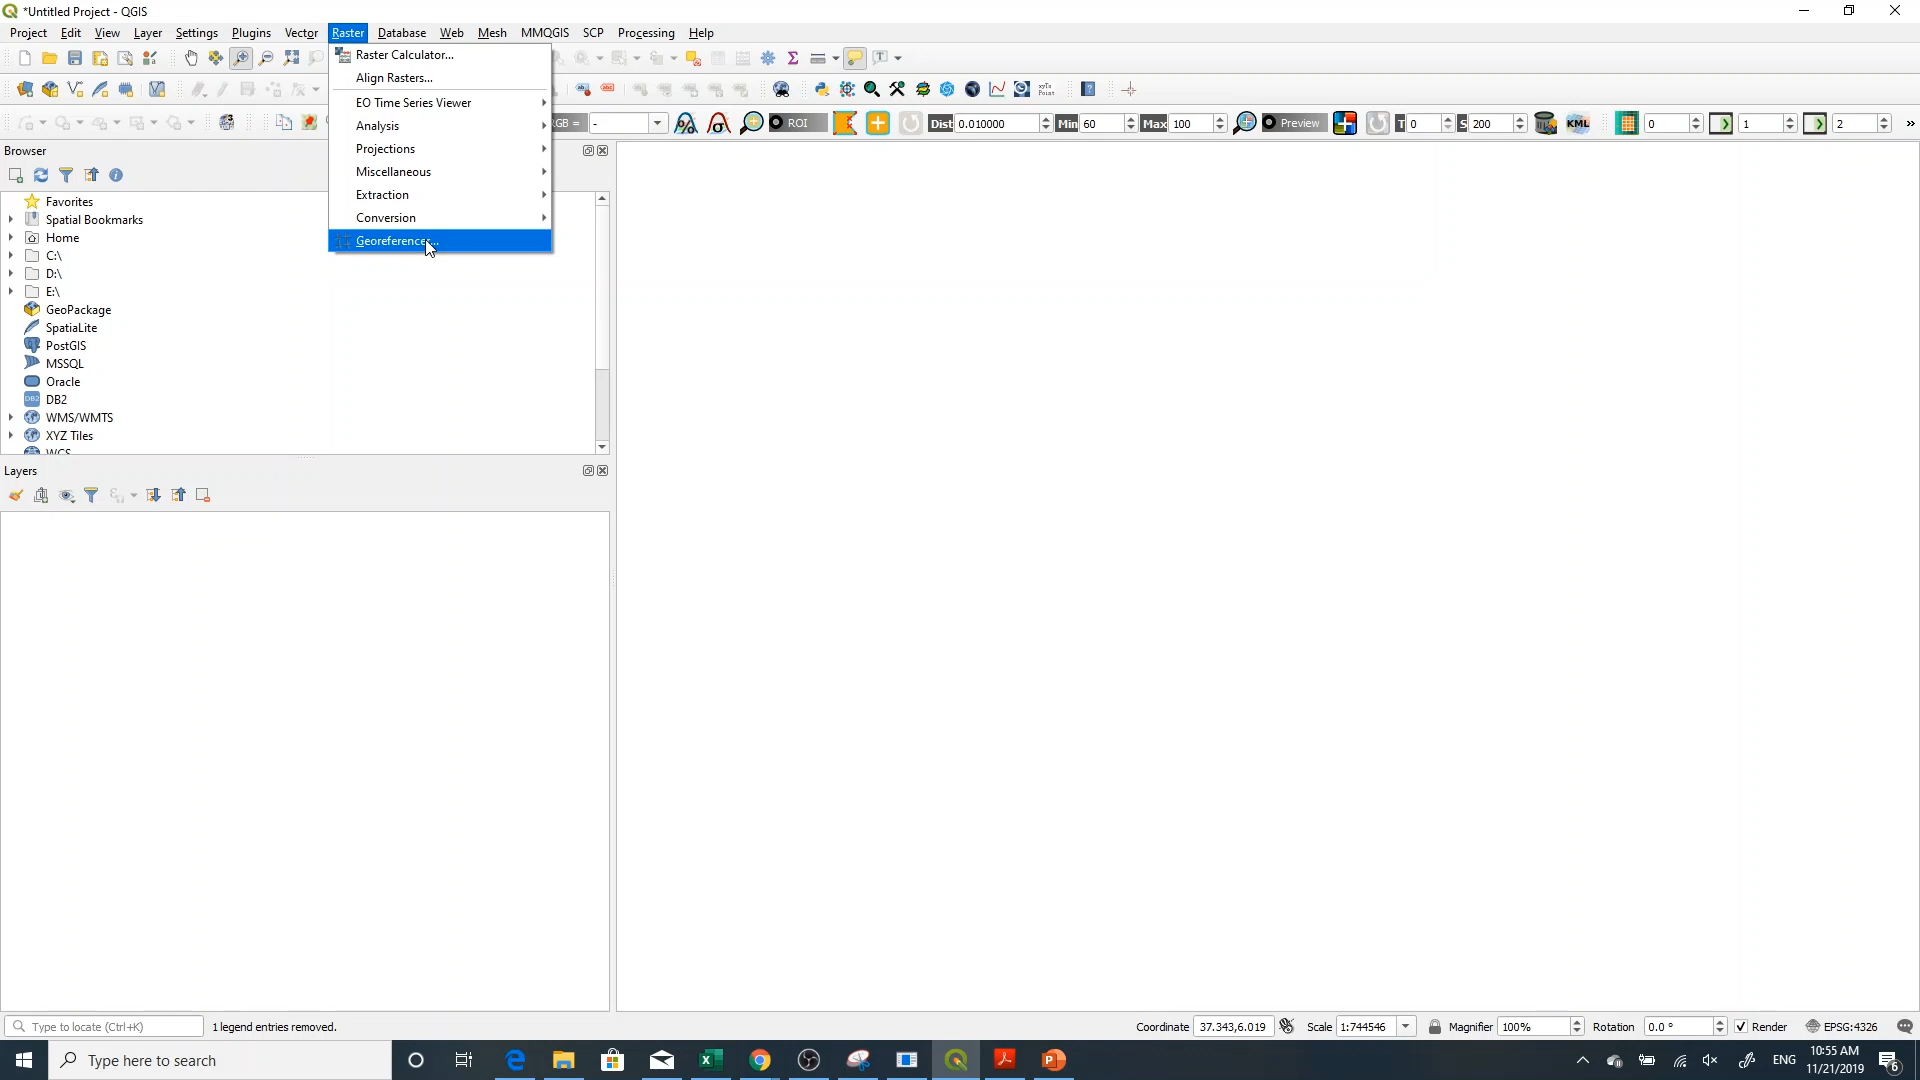 *Untitled Project - QGIS
Project Edit View Layer Settings Plugins Vector Raster Database Web Mesh MMQGIS SCP Processing Help
Raster Calculator...
Align Rasters...
EO Time Series Viewer
Analysis
Projections
Miscellaneous
Extraction
Conversion
Georeferencer...
- ROI Dist 0.010000 Min 60 Max 100 Preview T 0 S 200 KML 0 1 2 »
Browser
Favorites
Spatial Bookmarks
Home
C:\
D:\
E:\
GeoPackage
SpatiaLite
PostGIS
MSSQL
Oracle
DB2
WMS/WMTS
XYZ Tiles
WCS
Layers
Type to locate (Ctrl+K) 1 legend entries removed. Coordinate 37.343,6.019 Scale 1:744546 Magnifier 100% Rotation 0.0 ° Render EPSG:4326
Type here to search ENG 10:55 AM
11/21/2019 6